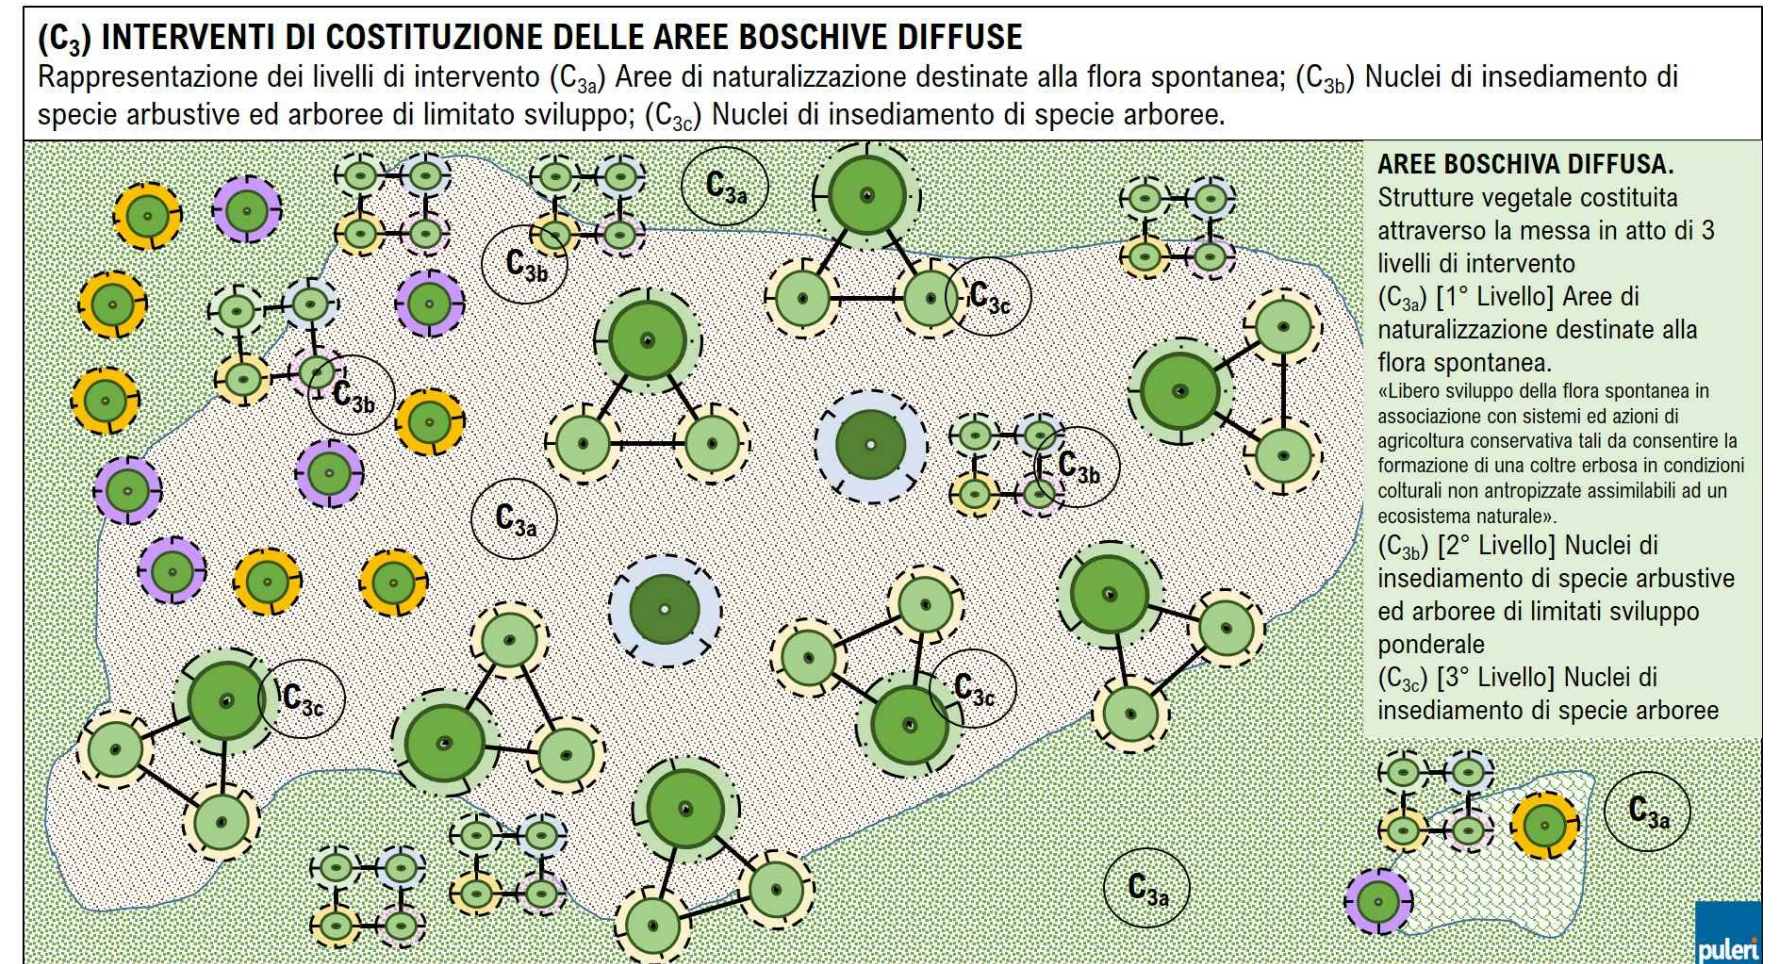 (C3) INTERVENTI DI COSTITUZIONE DELLE AREE BOSCHIVE DIFFUSE
Rappresentazione dei livelli di intervento (C3a) Aree di naturalizzazione destinate alla flora spontanea; (C3b) Nuclei di insediamento di
specie arbustive ed arboree di limitato sviluppo; (C3c) Nuclei di insediamento di specie arboree.
AREE BOSCHIVA DIFFUSA.
Strutture vegetale costituita
attraverso la messa in atto di 3
livelli di intervento
(C3a) [1° Livello] Aree di
naturalizzazione destinate alla
flora spontanea.
«Libero sviluppo della flora spontanea in
associazione con sistemi ed azioni di
agricoltura conservativa tali da consentire la
formazione di una coltre erbosa in condizioni
colturali non antropizzate assimilabili ad un
ecosistema naturale».
(C3b) [2° Livello] Nuclei di
insediamento di specie arbustive
ed arboree di limitati sviluppo
ponderale
(C3c) [3° Livello] Nuclei di
insediamento di specie arboree
C3a
C3b
C3c
C3b
C3b
C3a
C3c
C3c
C3a
C3a
puleri